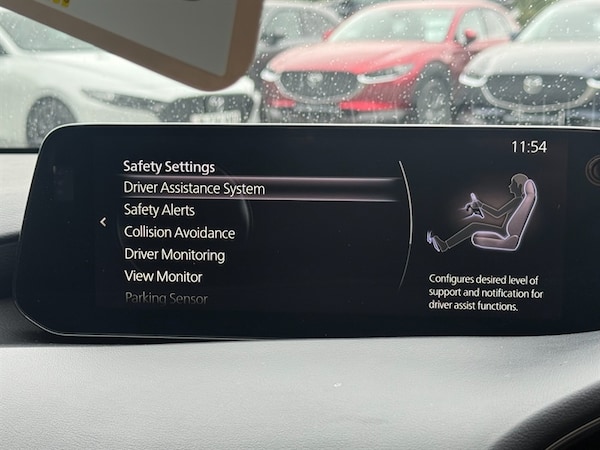 11:54
Safety Settings
Driver Assistance System
Safety Alerts
Collision Avoidance
Driver Monitoring
View Monitor
Parking Sensor
Configures desired level of
support and notification for
driver assist functions.